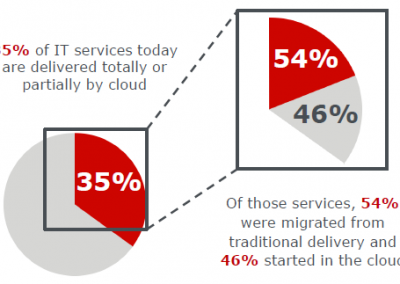 35% of IT services today
are delivered totally or
partially by cloud
54%
46%
35%
Of those services, 54%
were migrated from
traditional delivery and
46% started in the cloud